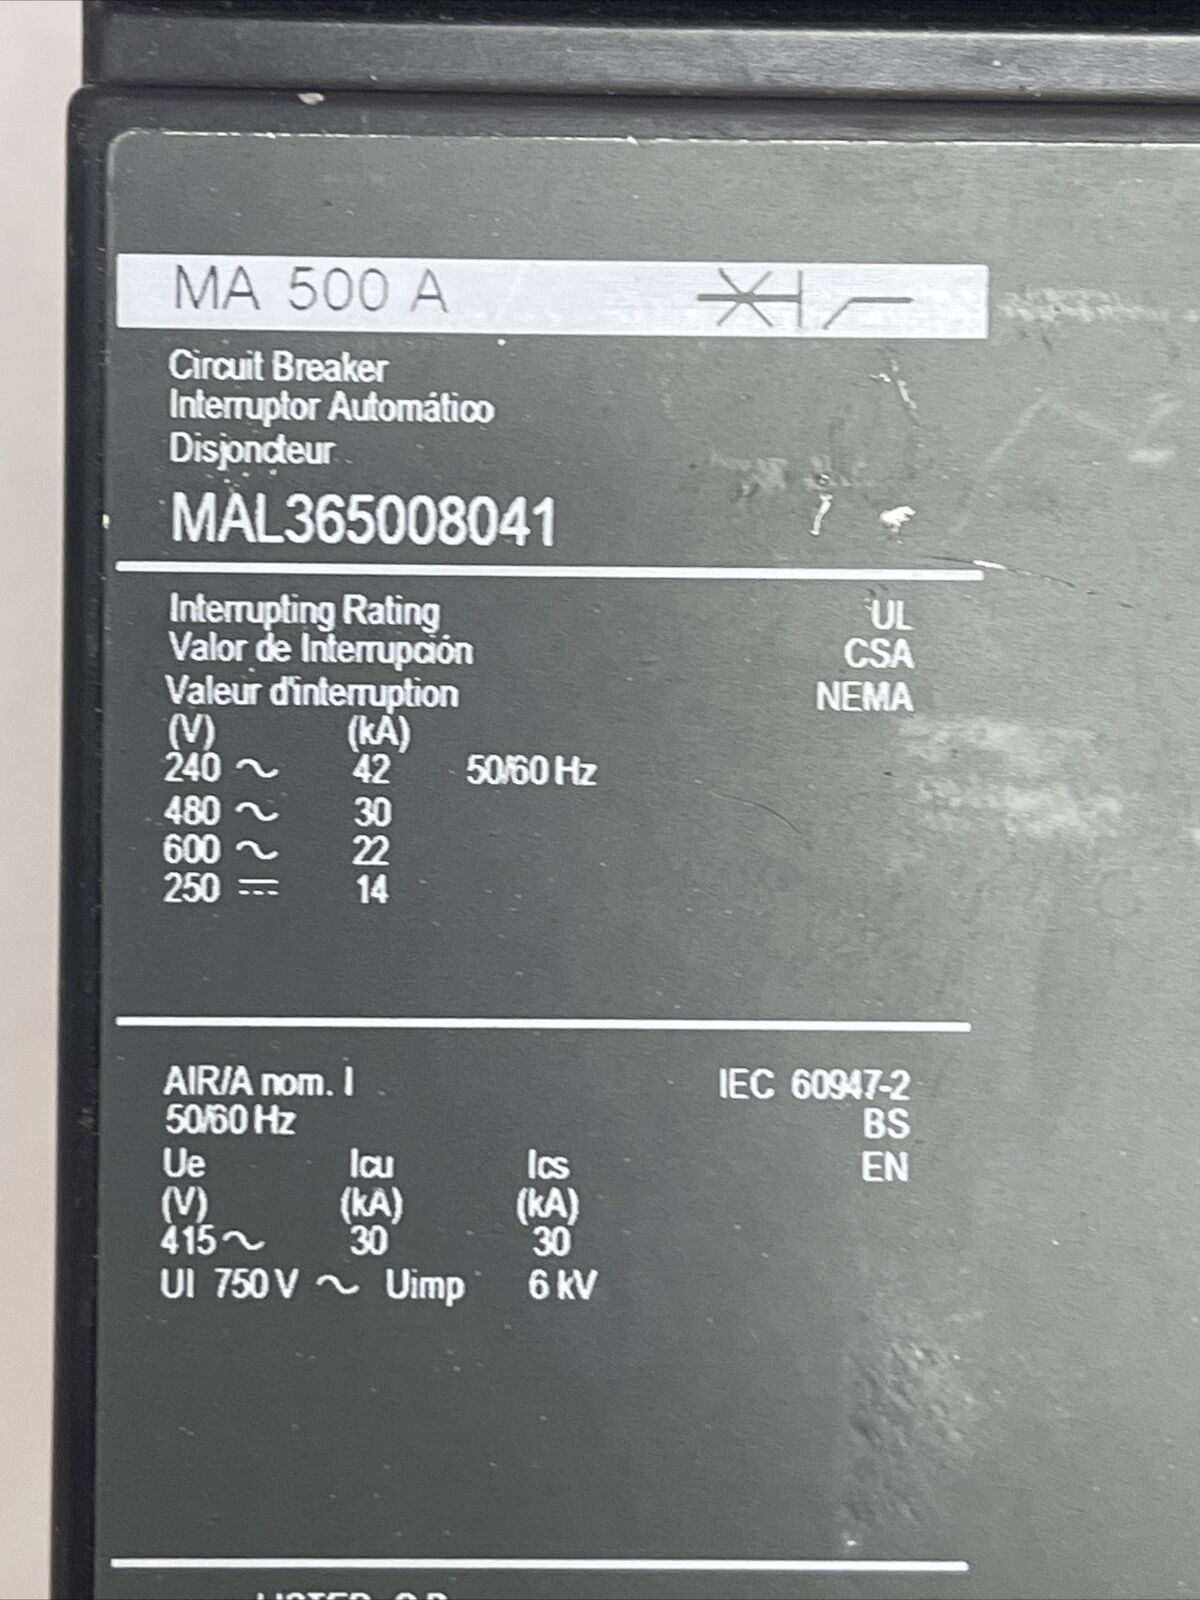 MA 500 A
Circuit Breaker
Interruptor Automático
Disjoncteur
MAL365008041
Interrupting Rating UL
Valor de Interrupción CSA
Valeur d'interruption NEMA
(V) (kA)
240 ~ 42 50/60 Hz
480 ~ 30
600 ~ 22
250 ⎓ 14
AIR/A nom. I IEC 60947-2
50/60 Hz BS
Ue Icu Ics EN
(V) (kA) (kA)
415 ~ 30 30
UI 750 V ~ Uimp 6 kV